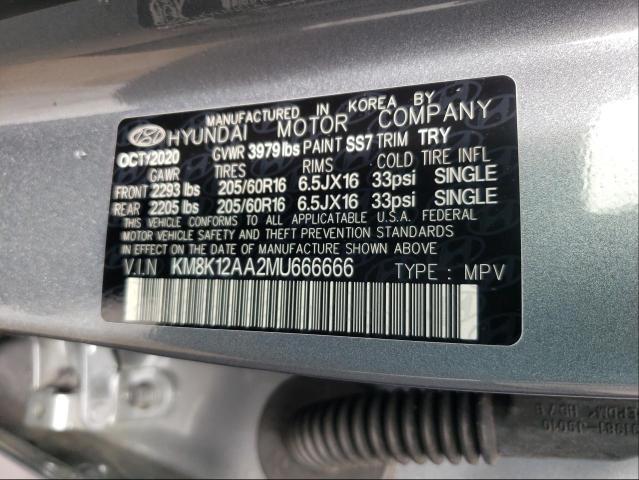 MANUFACTURED IN KOREA BY
HYUNDAI MOTOR COMPANY
OCT/2020 GVWR 3979lbs PAINT SS7 TRIM TRY
GAWR TIRES RIMS COLD TIRE INFL
FRONT 2293 lbs 205/60R16 6.5JX16 33psi SINGLE
REAR 2205 lbs 205/60R16 6.5JX16 33psi SINGLE
THIS VEHICLE CONFORMS TO ALL APPLICATABLE U.S.A. FEDERAL
MOTOR VEHICLE SAFETY AND THEFT PREVENTION STANDARDS
IN EFFECT ON THE DATE OF MANUFACTURE SHOWN ABOVE
V.I.N KM8K12AA2MU666666 TYPE : MPV